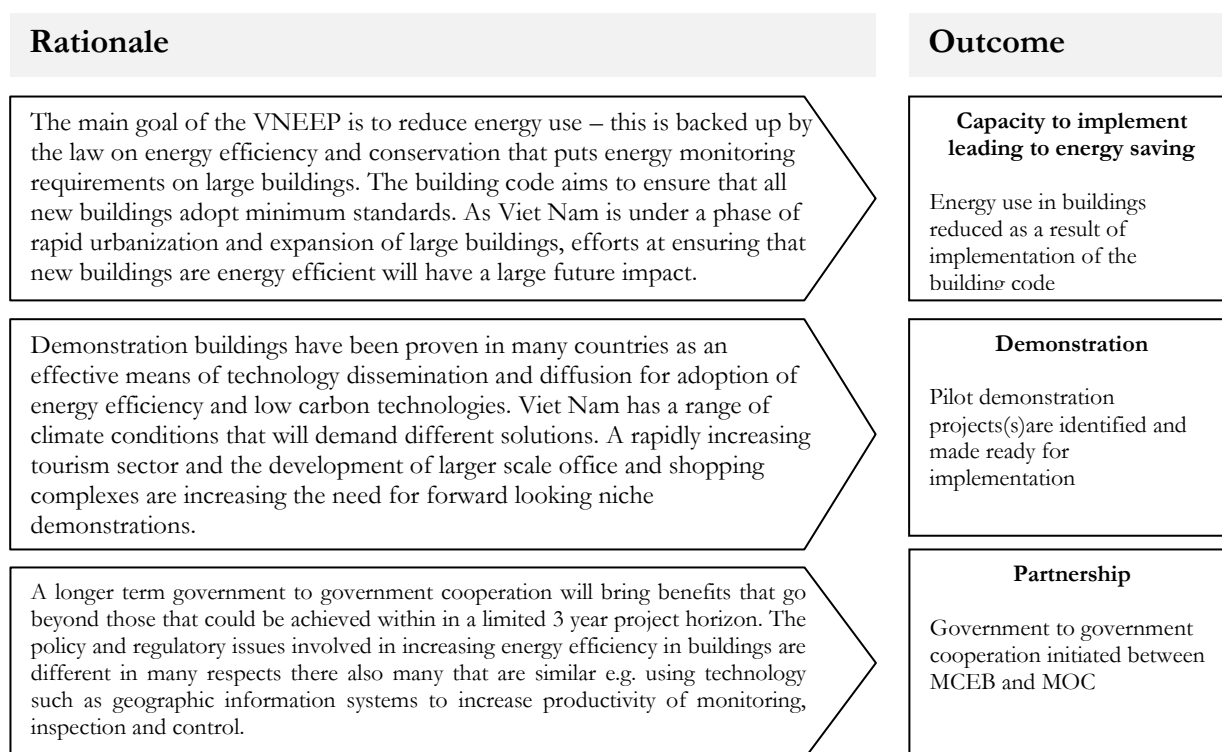 Rationale
Outcome
The main goal of the VNEEP is to reduce energy use – this is backed up by
the law on energy efficiency and conservation that puts energy monitoring
requirements on large buildings. The building code aims to ensure that all
new buildings adopt minimum standards. As Viet Nam is under a phase of
rapid urbanization and expansion of large buildings, efforts at ensuring that
new buildings are energy efficient will have a large future impact.
Capacity to implement
leading to energy saving
Energy use in buildings
reduced as a result of
implementation of the
building code
Demonstration buildings have been proven in many countries as an
effective means of technology dissemination and diffusion for adoption of
energy efficiency and low carbon technologies. Viet Nam has a range of
climate conditions that will demand different solutions. A rapidly increasing
tourism sector and the development of larger scale office and shopping
complexes are increasing the need for forward looking niche
demonstrations.
Demonstration
Pilot demonstration
projects(s)are identified and
made ready for
implementation
A longer term government to government cooperation will bring benefits that go
beyond those that could be achieved within in a limited 3 year project horizon. The
policy and regulatory issues involved in increasing energy efficiency in buildings are
different in many respects there also many that are similar e.g. using technology
such as geographic information systems to increase productivity of monitoring,
inspection and control.
Partnership
Government to government
cooperation initiated between
MCEB and MOC